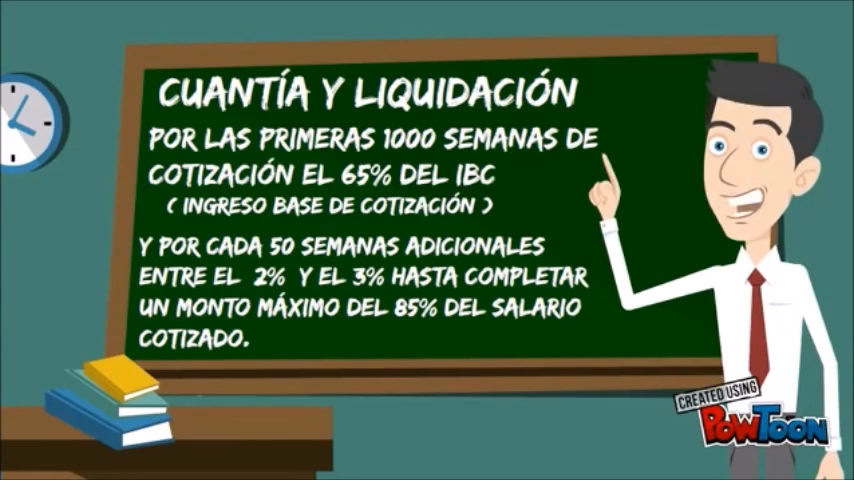 CUANTÍA Y LIQUIDACIÓN
POR LAS PRIMERAS 1000 SEMANAS DE
COTIZACIÓN EL 65% DEL IBC
( INGRESO BASE DE COTIZACIÓN )
Y POR CADA 50 SEMANAS ADICIONALES
ENTRE EL 2% Y EL 3% HASTA COMPLETAR
UN MONTO MÁXIMO DEL 85% DEL SALARIO
COTIZADO.
CREATED USING
POWTOON